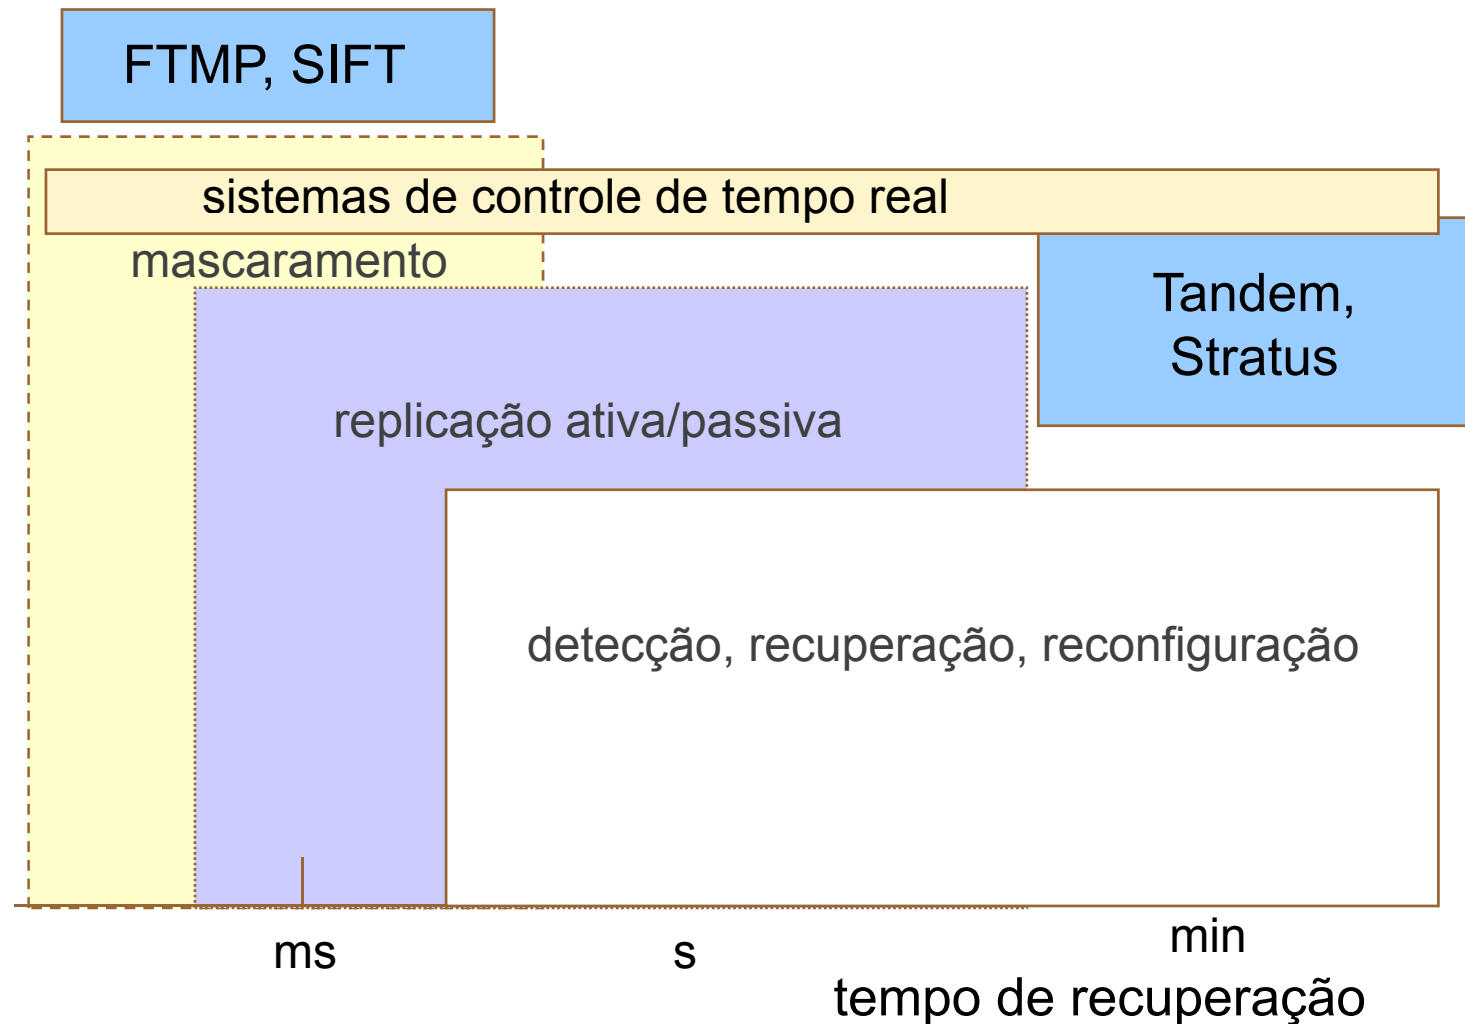 FTMP, SIFT
sistemas de controle de tempo real
mascaramento
Tandem,
Stratus
replicação ativa/passiva
detecção, recuperação, reconfiguração
ms
s
min
tempo de recuperação